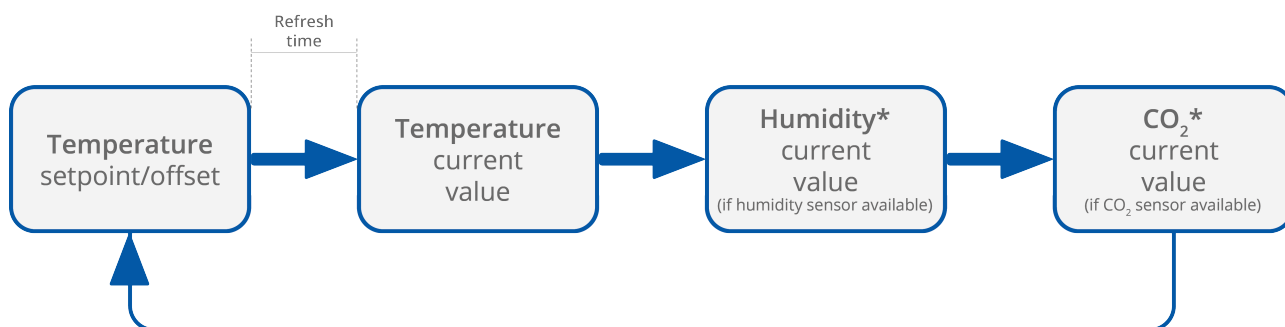 Refresh
time
Temperature
setpoint/offset
Temperature
current
value
Humidity*
current
value
(if humidity sensor available)
CO₂*
current
value
(if CO₂ sensor available)